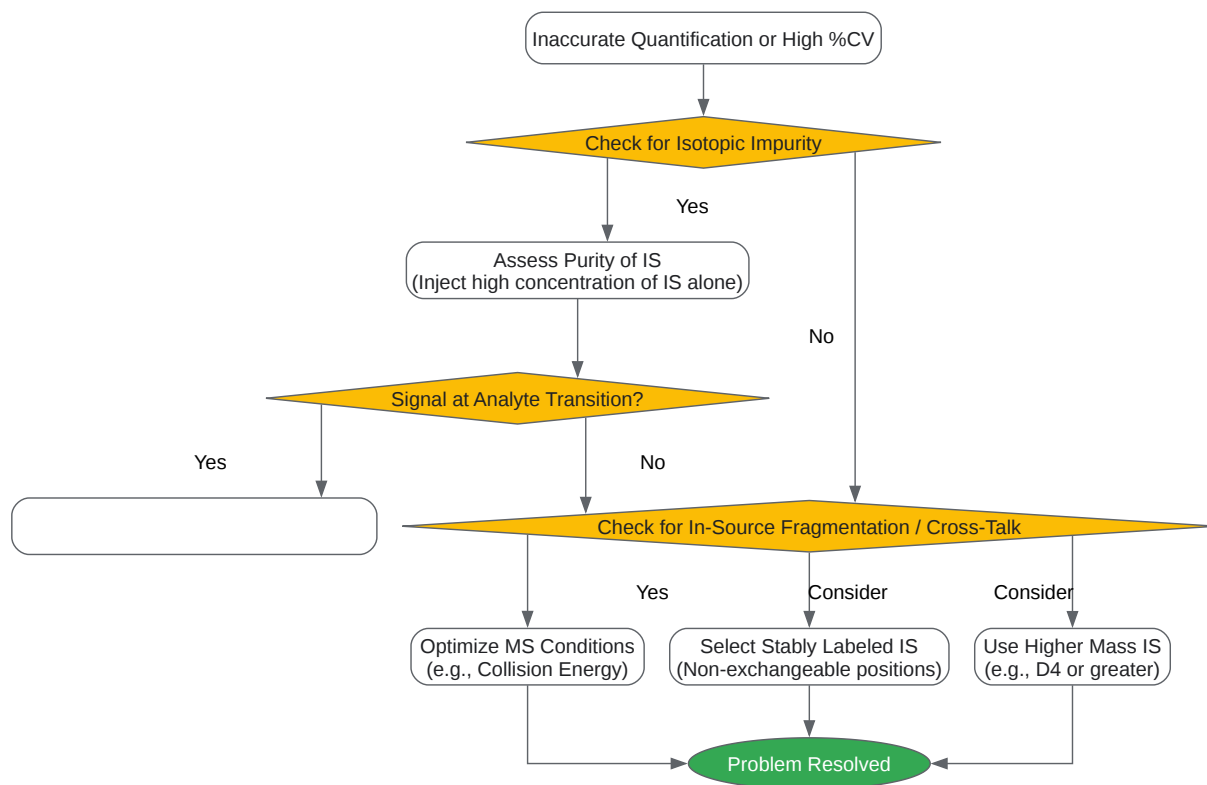 Inaccurate Quantification or High %CV
Check for Isotopic Impurity
Yes
Assess Purity of IS
(Inject high concentration of IS alone)
No
Signal at Analyte Transition?
Yes
No
Check for In-Source Fragmentation / Cross-Talk
Yes
Consider
Consider
Optimize MS Conditions
(e.g., Collision Energy)
Select Stably Labeled IS
(Non-exchangeable positions)
Use Higher Mass IS
(e.g., D4 or greater)
Problem Resolved